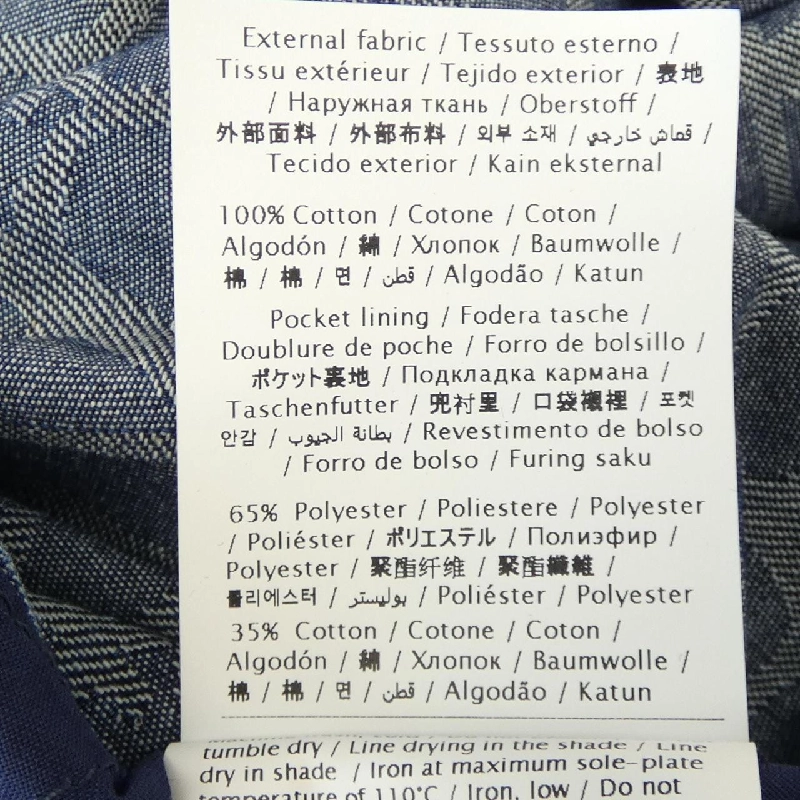 External fabric / Tessuto esterno /
Tissu extérieur / Tejido exterior / 表地
/ Наружная ткань / Oberstoff /
外部面料 / 外部布料 / 외부 소재 / قماش خارجي /
Tecido exterior / Kain eksternal
100% Cotton / Cotone / Coton /
Algodón / 綿 / Хлопок / Baumwolle /
棉 / 棉 / 면 / قطن / Algodão / Katun
Pocket lining / Fodera tasche /
Doublure de poche / Forro de bolsillo /
ポケット裏地 / Подкладка кармана /
Taschenfutter / 兜衬里 / 口袋襯裡 / 포켓
안감 / بطانة الجيوب / Revestimento de bolso
/ Forro de bolso / Furing saku
65% Polyester / Poliestere / Polyester
/ Poliéster / ポリエステル / Полиэфир /
Polyester / 聚酯纤维 / 聚酯纖維 /
폴리에스터 / بوليستر / Poliéster / Polyester
35% Cotton / Cotone / Coton /
Algodón / 綿 / Хлопок / Baumwolle /
棉 / 棉 / 면 / قطن / Algodão / Katun
tumble dry / Line drying in the shade / Line
dry in shade / Iron at maximum sole-plate
temperature of 110°C / Iron, low / Do not